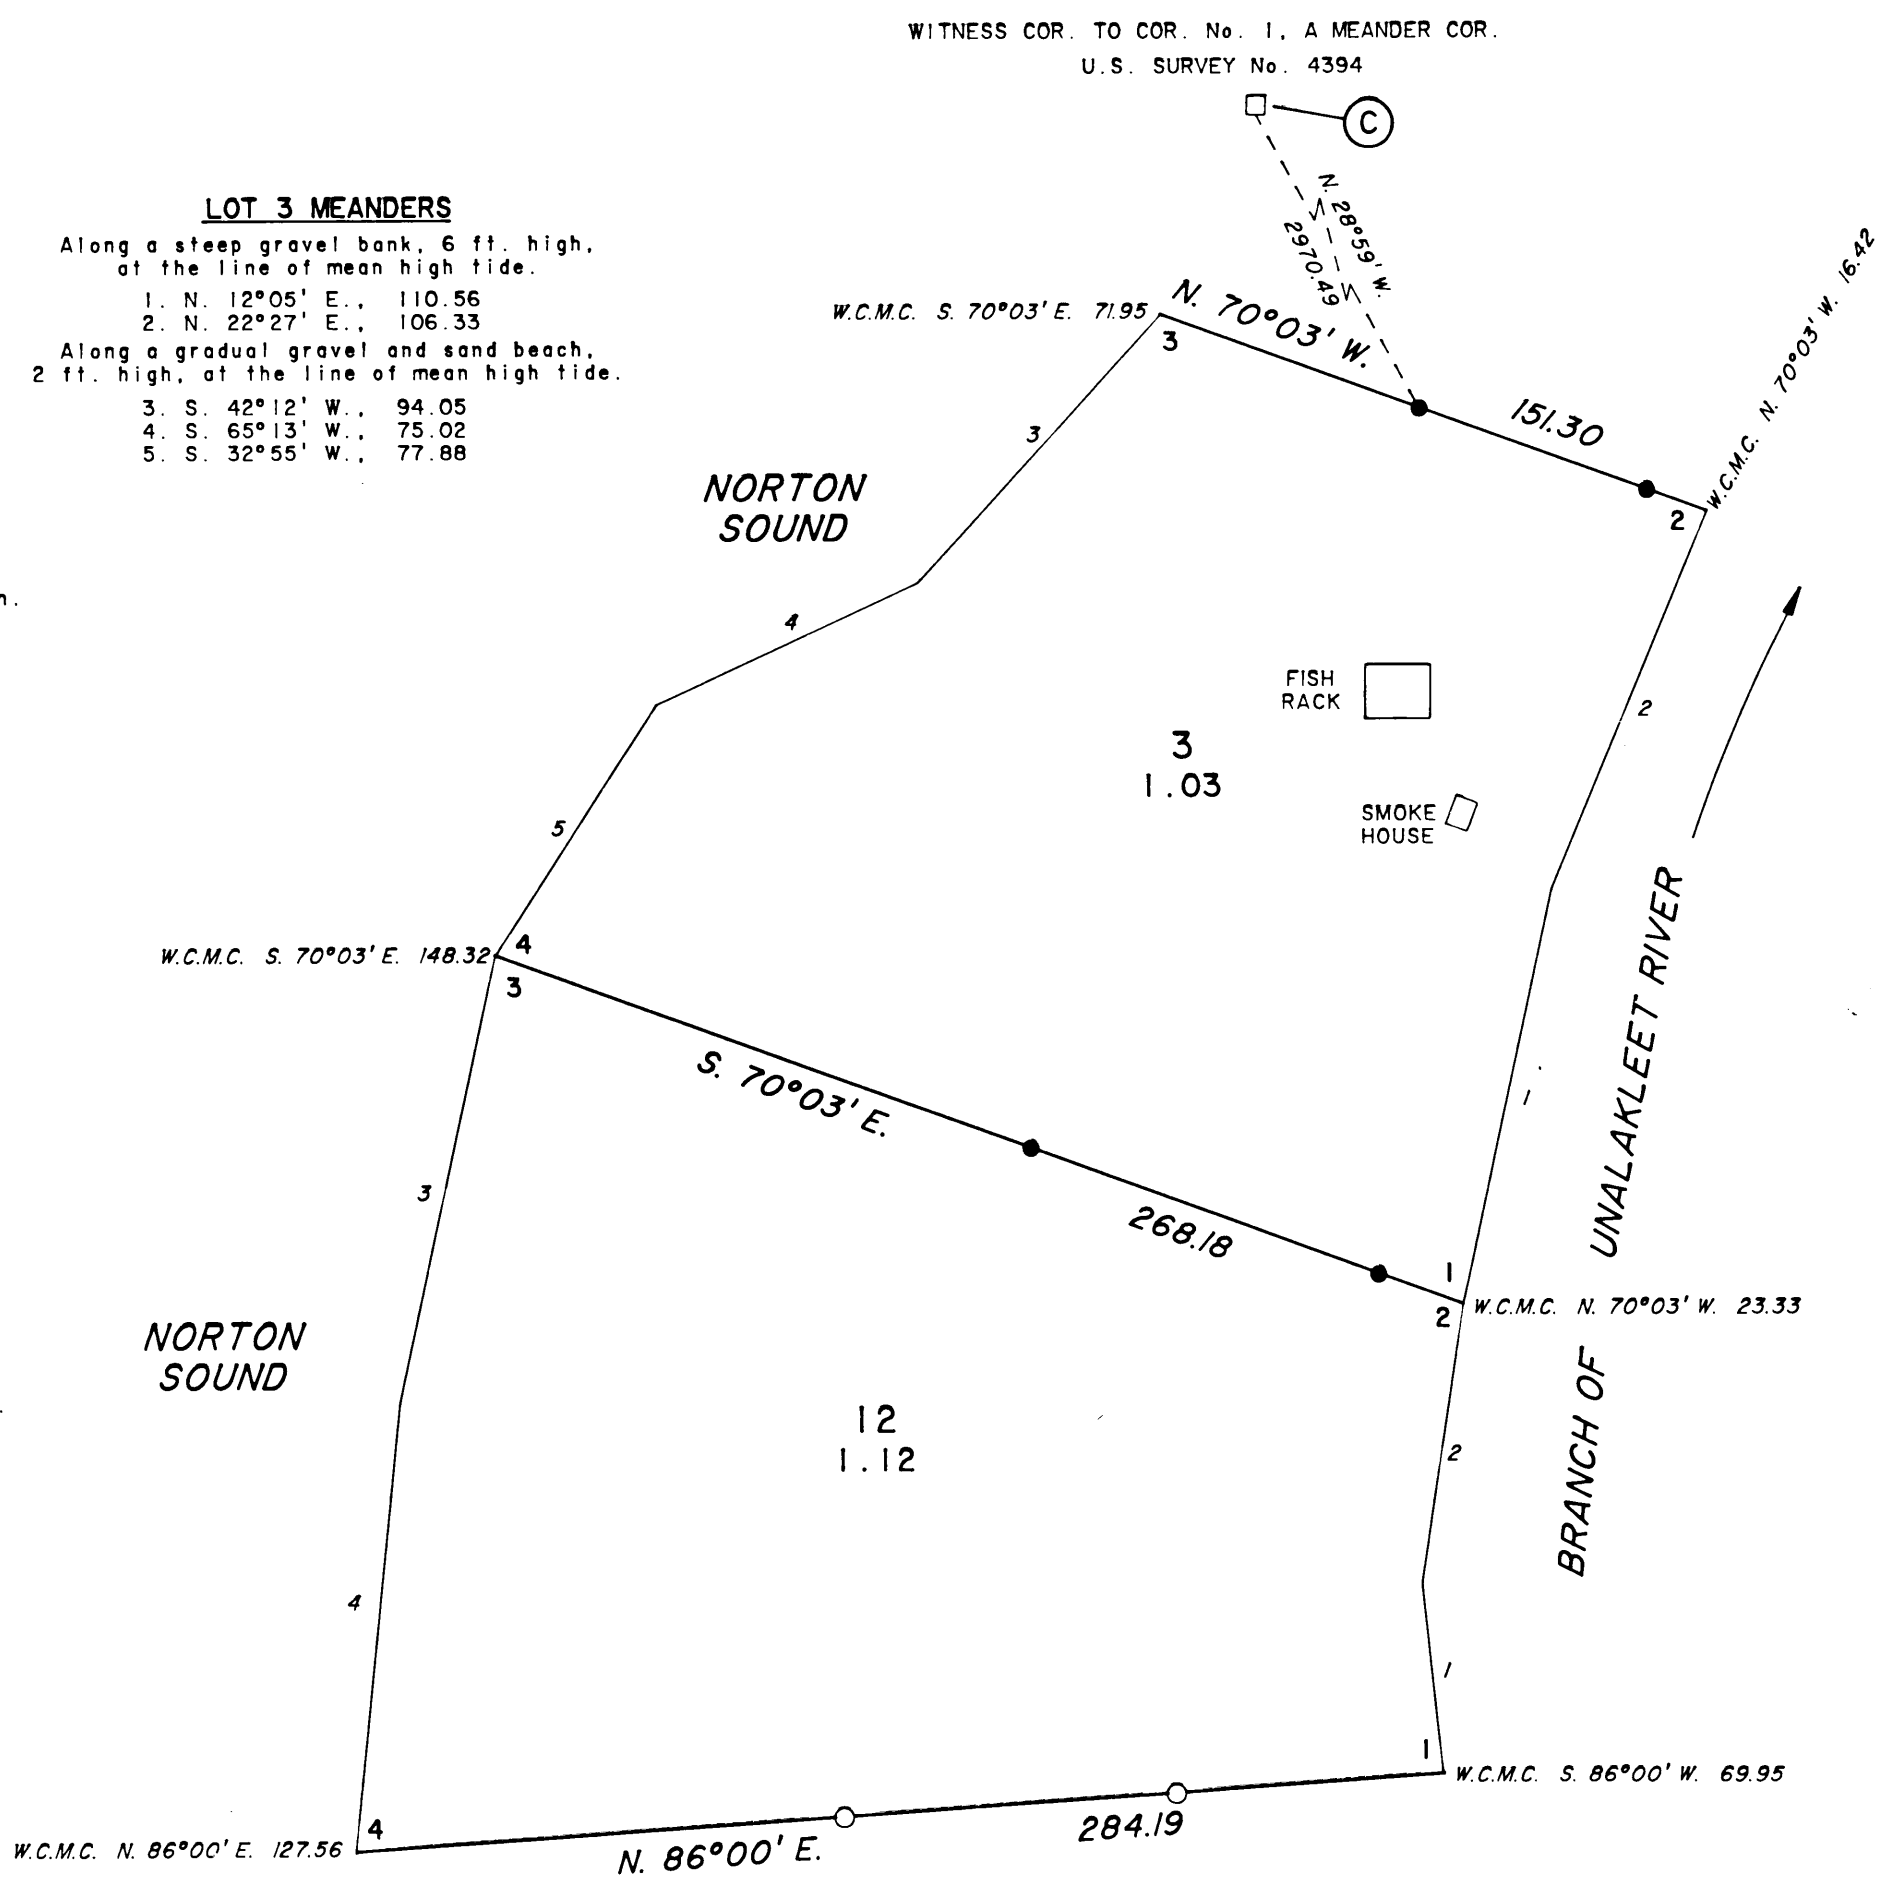 WITNESS COR. TO COR. No. 1, A MEANDER COR.
U.S. SURVEY No. 4394
C
N. 28°59' W.
2970.49
LOT 3 MEANDERS
Along a steep gravel bank, 6 ft. high,
at the line of mean high tide.
1. N. 12°05' E., 110.56
2. N. 22°27' E., 106.33
Along a gradual gravel and sand beach,
2 ft. high, at the line of mean high tide.
3. S. 42°12' W., 94.05
4. S. 65°13' W., 75.02
5. S. 32°55' W., 77.88
W.C.M.C. S. 70°03' E. 71.95
3
N. 70°03' W.
151.30
2
W.C.M.C. N. 70°03' W. 16.42
3
NORTON
SOUND
4
2
FISH
RACK
3
1.03
SMOKE
HOUSE
5
W.C.M.C. S. 70°03' E. 148.32
4
3
S. 70°03' E.
268.18
1
1
2
W.C.M.C. N. 70°03' W. 23.33
BRANCH OF UNALAKLEET RIVER
3
NORTON
SOUND
12
1.12
2
4
1
1
W.C.M.C. S. 86°00' W. 69.95
4
W.C.M.C. N. 86°00' E. 127.56
N. 86°00' E.
284.19